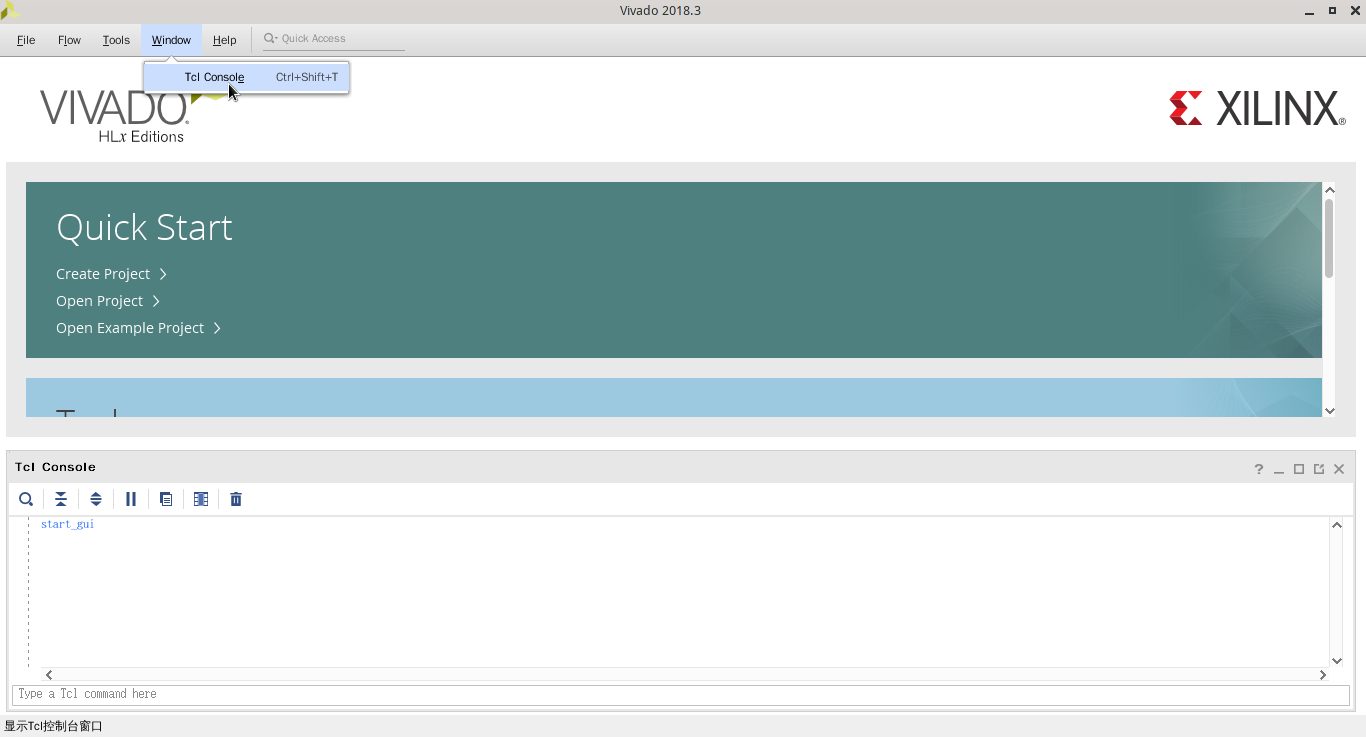 Vivado 2018.3
File Flow Tools Window Help Quick Access
Tcl Console Ctrl+Shift+T
VIVADO
HLx Editions
XILINX
Quick Start
Create Project
Open Project
Open Example Project
Tcl Console
start_gui
Type a Tcl command here
显示Tcl控制台窗口